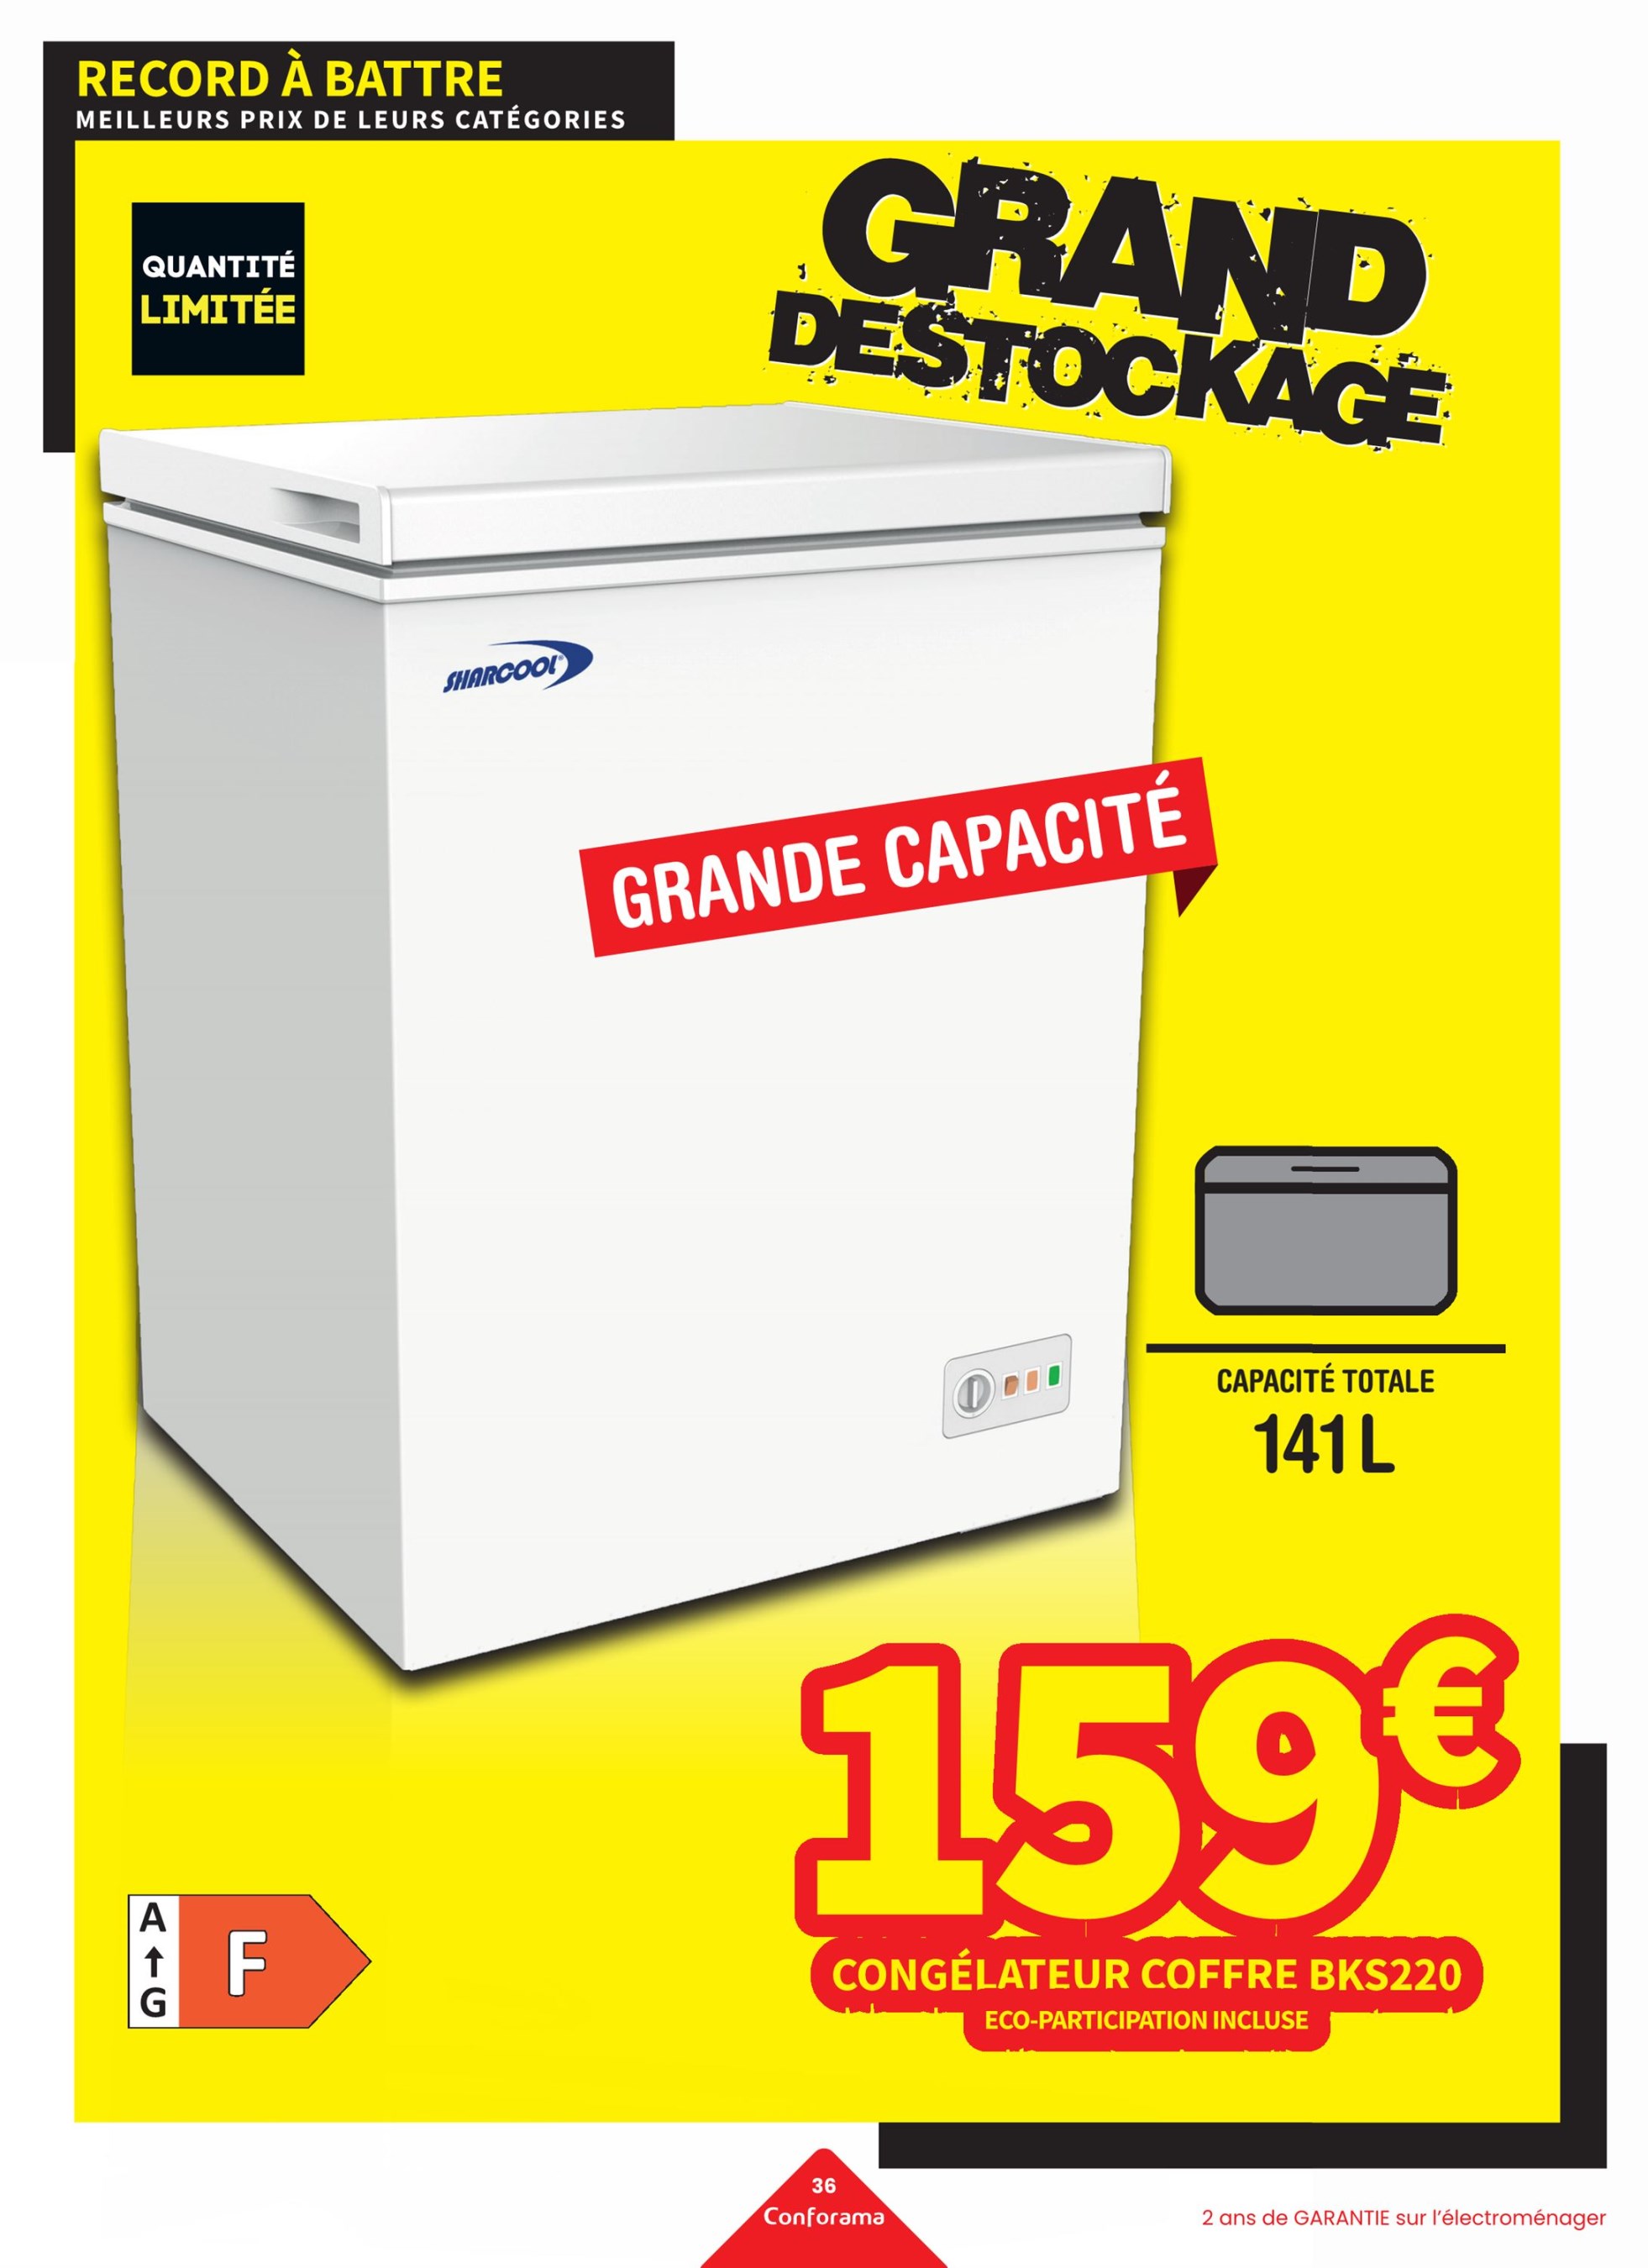 RECORD À BATTRE
MEILLEURS PRIX DE LEURS CATÉGORIES
QUANTITÉ
LIMITÉE
GRAND
DESTOCKAGE
SHARCOOL
GRANDE CAPACITÉ
CAPACITÉ TOTALE
141 L
159€
CONGÉLATEUR COFFRE BKS220
ECO-PARTICIPATION INCLUSE
A
↑
G
F
36
Conforama
2 ans de GARANTIE sur l'électroménager